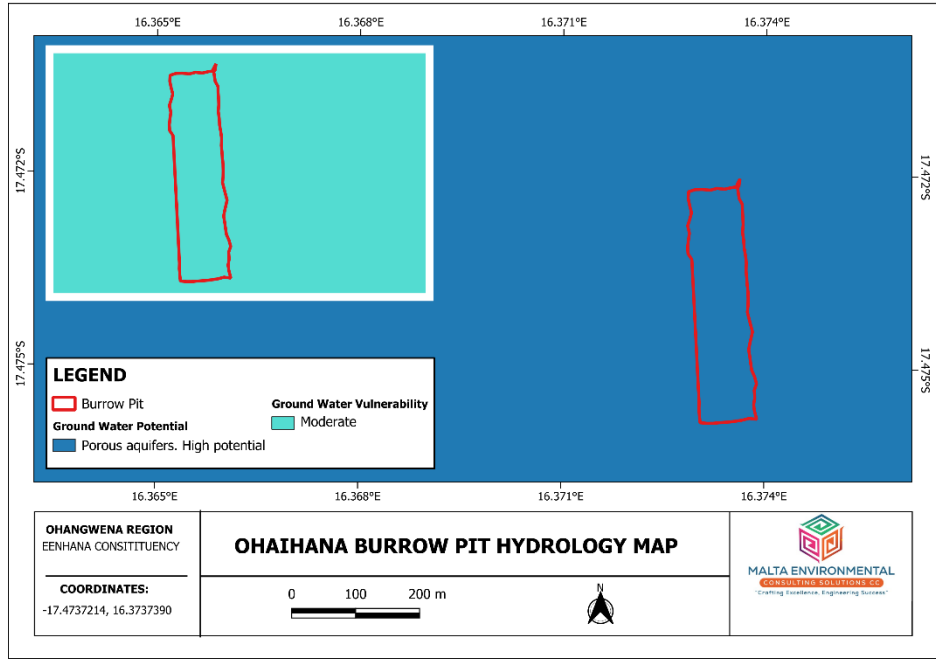 16.365°E 16.368°E 16.371°E 16.374°E
17.472°S 17.472°S
17.475°S 17.475°S
LEGEND
Burrow Pit
Ground Water Potential
Porous aquifers. High potential
Ground Water Vulnerability
Moderate
16.365°E 16.368°E 16.371°E 16.374°E
OHANGWENA REGION
EENHANA CONSITITUENCY
COORDINATES:
-17.4737214, 16.3737390
OHAIHANA BURROW PIT HYDROLOGY MAP
0 100 200 m
N
MALTA ENVIRONMENTAL
CONSULTING SOLUTIONS CC
"Crafting Excellence, Engineering Success"